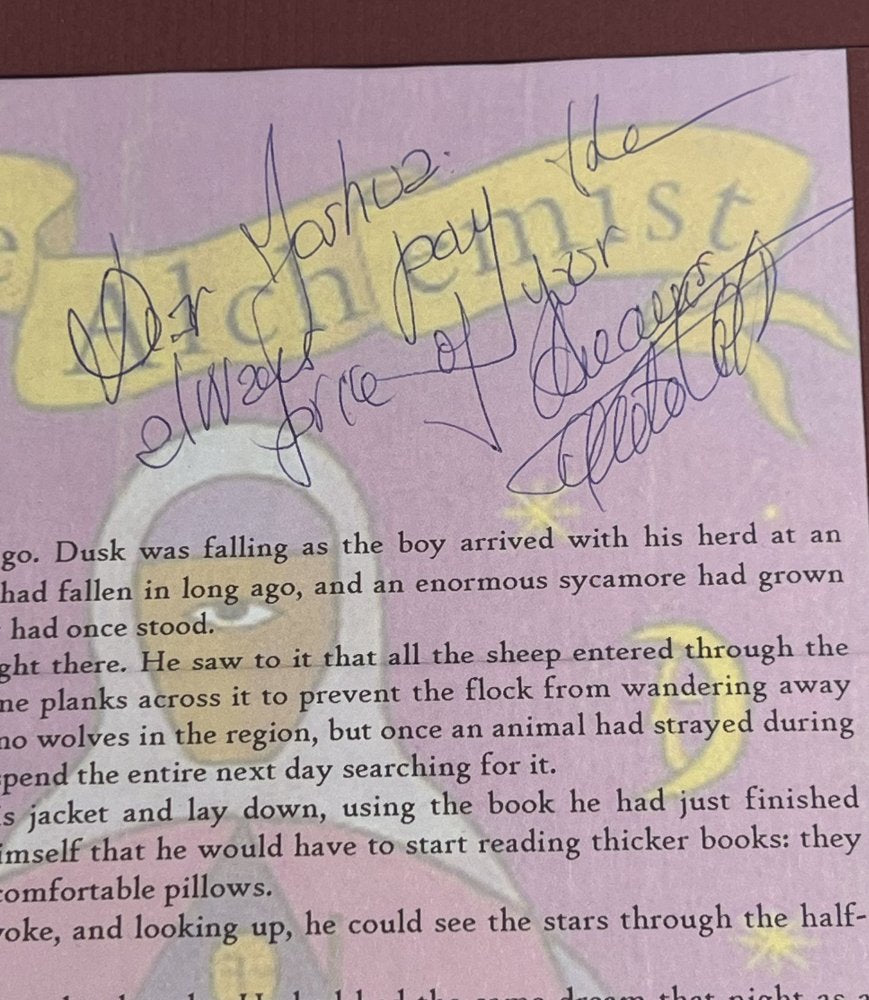 Dear Joshua.
always pay the
price of your
dreams
Alchemist
go. Dusk was falling as the boy arrived with his herd at an
had fallen in long ago, and an enormous sycamore had grown
had once stood.
ght there. He saw to it that all the sheep entered through the
ne planks across it to prevent the flock from wandering away
no wolves in the region, but once an animal had strayed during
pend the entire next day searching for it.
s jacket and lay down, using the book he had just finished
imself that he would have to start reading thicker books: they
comfortable pillows.
oke, and looking up, he could see the stars through the half-